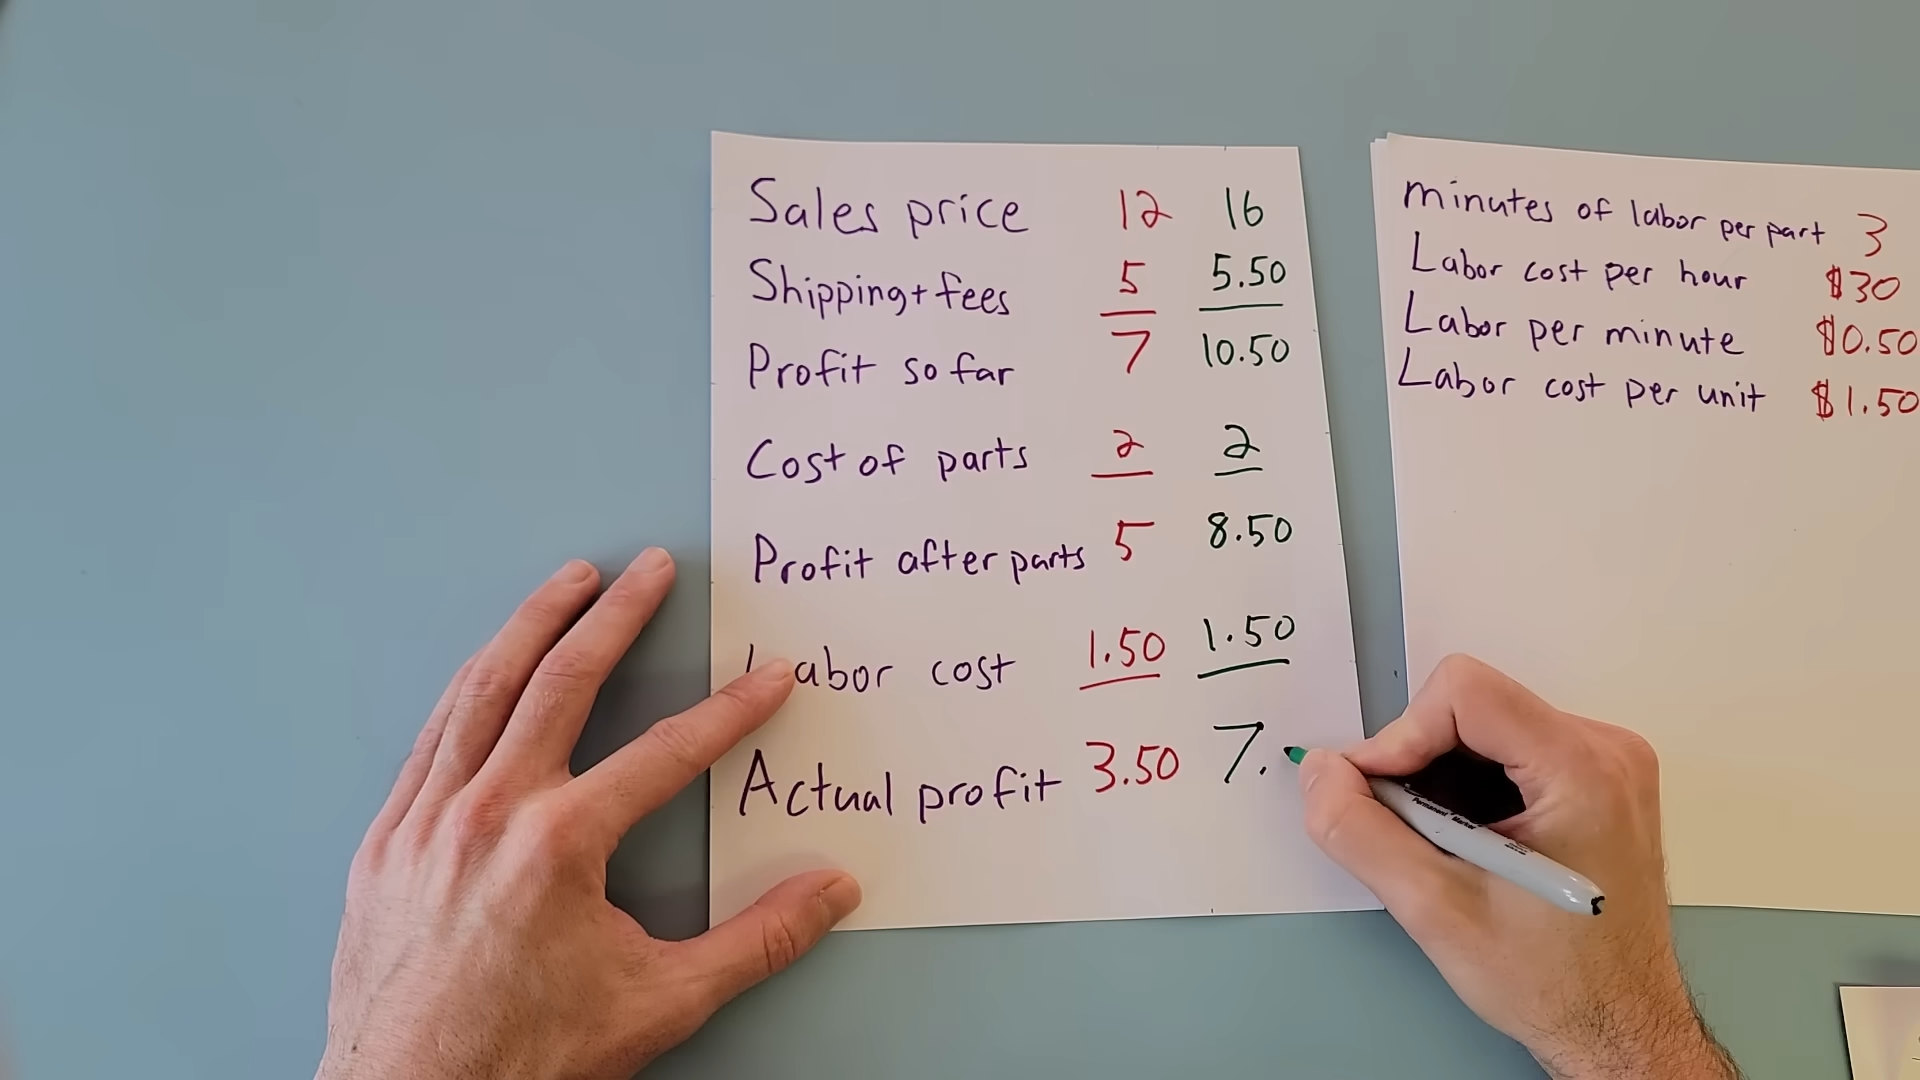 Sales price 12 16
Shipping+fees 5 5.50
Profit so far 7 10.50
Cost of parts 2 2
Profit after parts 5 8.50
Labor cost 1.50 1.50
Actual profit 3.50 7.
minutes of labor per part 3
Labor cost per hour $30
Labor per minute $0.50
Labor cost per unit $1.50
Permanent Marker